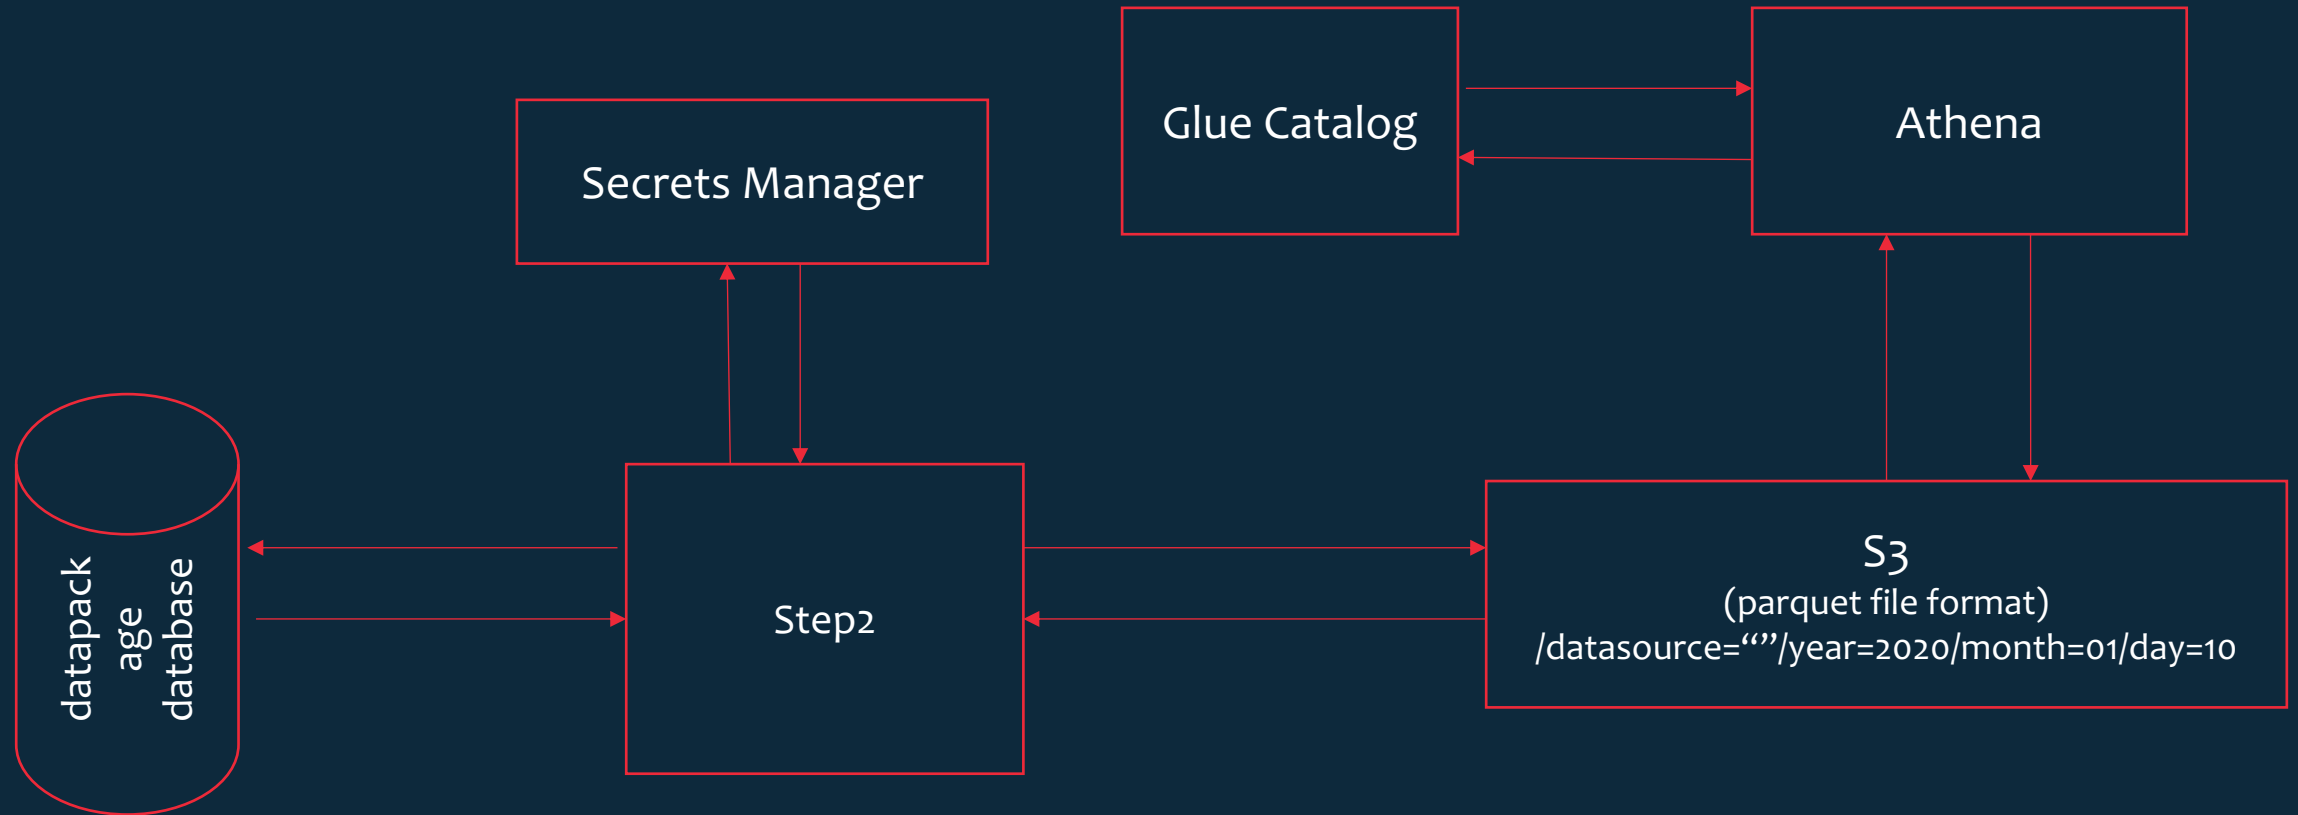 Glue Catalog
Athena
Secrets Manager
datapack
age
database
Step2
S3
(parquet file format)
/datasource=“”/year=2020/month=01/day=10